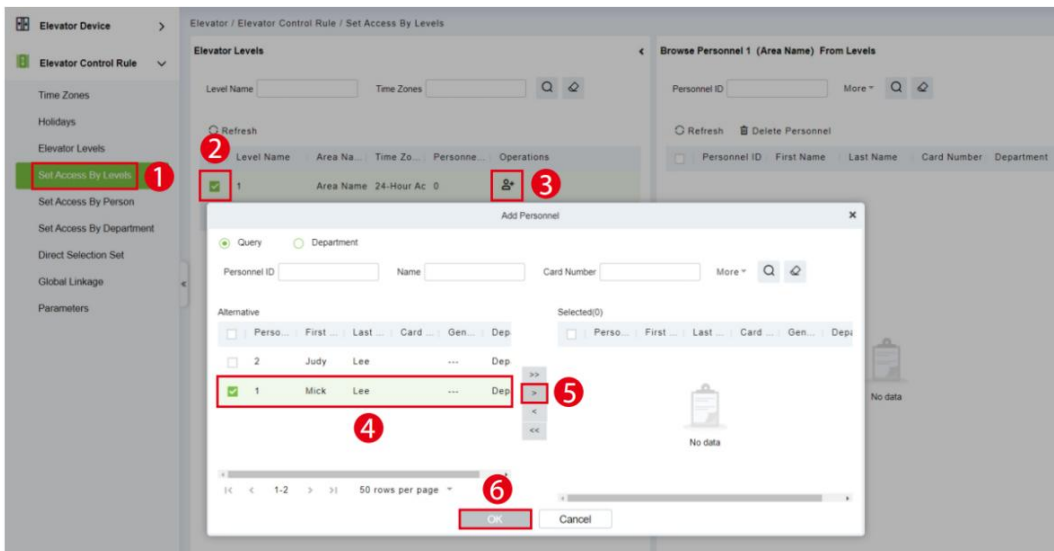 Elevator Device
Elevator Control Rule
Time Zones
Holidays
Elevator Levels
Set Access By Levels
1
Set Access By Person
Set Access By Department
Direct Selection Set
Global Linkage
Parameters
Elevator / Elevator Control Rule / Set Access By Levels
Elevator Levels
Level Name Time Zones
Refresh
2
Level Name Area Na... Time Zo... Personne... Operations
1 Area Name 24-Hour Ac 0
3
Browse Personnel 1 (Area Name) From Levels
Personnel ID More
Refresh Delete Personnel
Personnel ID First Name Last Name Card Number Department
No data
Add Personnel
Query Department
Personnel ID Name Card Number More
Alternative
Perso... First ... Last ... Card ... Gen... Dep
2 Judy Lee --- Dep
1 Mick Lee --- Dep
4
>>
>
<
<<
5
Selected(0)
Perso... First ... Last ... Card ... Gen... Depa
No data
|< < 1-2 > >| 50 rows per page
6
OK Cancel